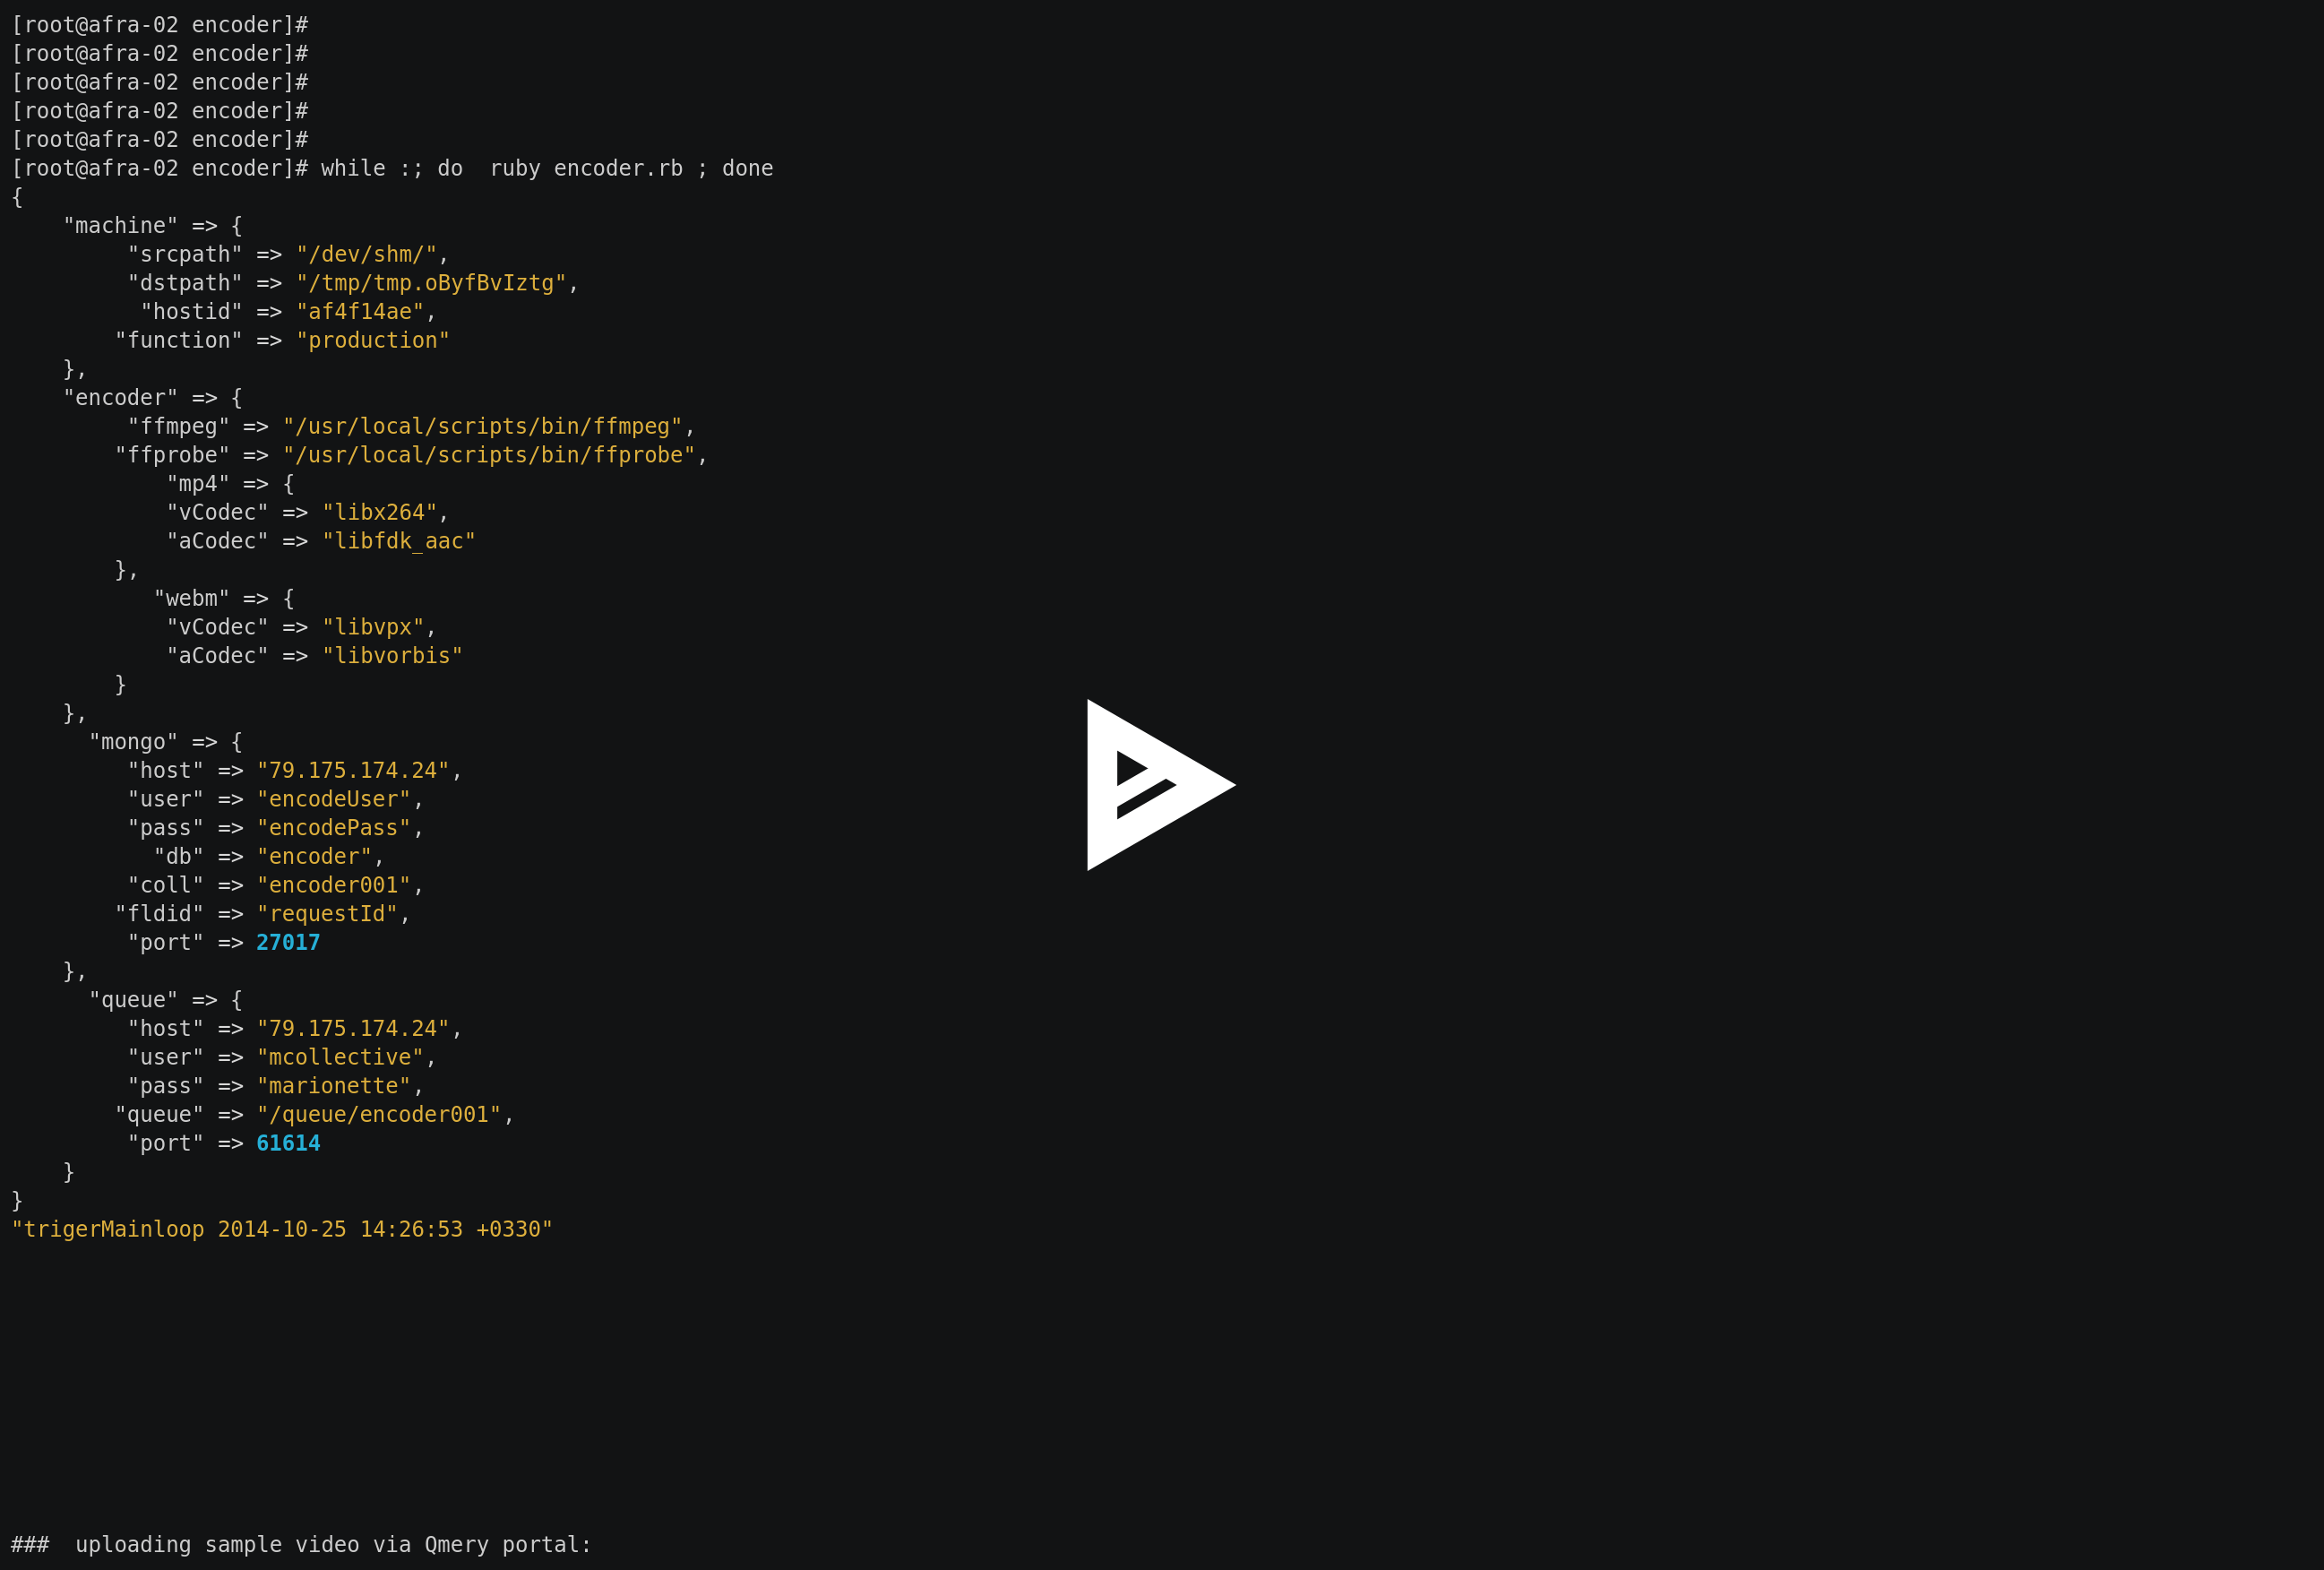 [root@afra-02 encoder]#
[root@afra-02 encoder]#
[root@afra-02 encoder]#
[root@afra-02 encoder]#
[root@afra-02 encoder]#
[root@afra-02 encoder]# while :; do  ruby encoder.rb ; done
{
    "machine" => {
         "srcpath" => "/dev/shm/",
         "dstpath" => "/tmp/tmp.oByfBvIztg",
          "hostid" => "af4f14ae",
        "function" => "production"
    },
    "encoder" => {
         "ffmpeg" => "/usr/local/scripts/bin/ffmpeg",
        "ffprobe" => "/usr/local/scripts/bin/ffprobe",
            "mp4" => {
            "vCodec" => "libx264",
            "aCodec" => "libfdk_aac"
        },
           "webm" => {
            "vCodec" => "libvpx",
            "aCodec" => "libvorbis"
        }
    },
      "mongo" => {
         "host" => "79.175.174.24",
         "user" => "encodeUser",
         "pass" => "encodePass",
           "db" => "encoder",
         "coll" => "encoder001",
        "fldid" => "requestId",
         "port" => 27017
    },
      "queue" => {
         "host" => "79.175.174.24",
         "user" => "mcollective",
         "pass" => "marionette",
        "queue" => "/queue/encoder001",
         "port" => 61614
    }
}
"trigerMainloop 2014-10-25 14:26:53 +0330"
###  uploading sample video via Qmery portal: